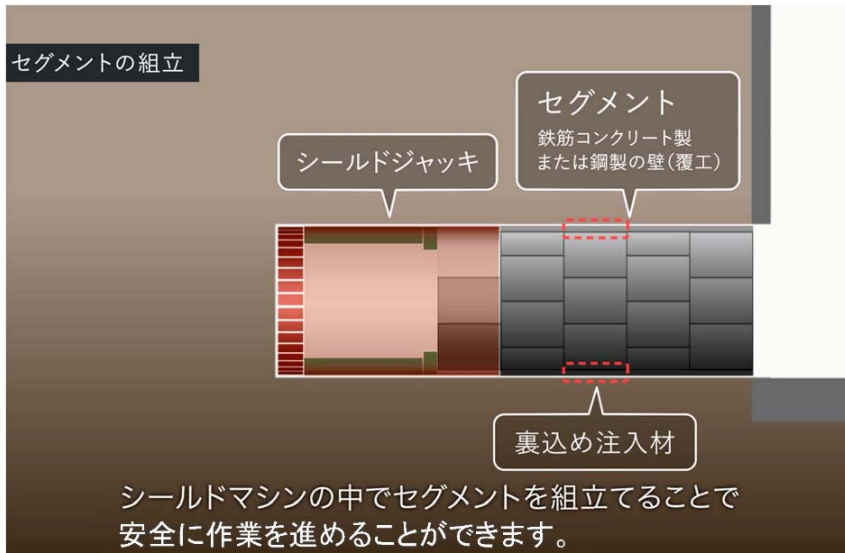 セグメントの組立
セグメント
鉄筋コンクリート製
または鋼製の壁(覆工)
シールドジャッキ
裏込め注入材
シールドマシンの中でセグメントを組立てることで
安全に作業を進めることができます。